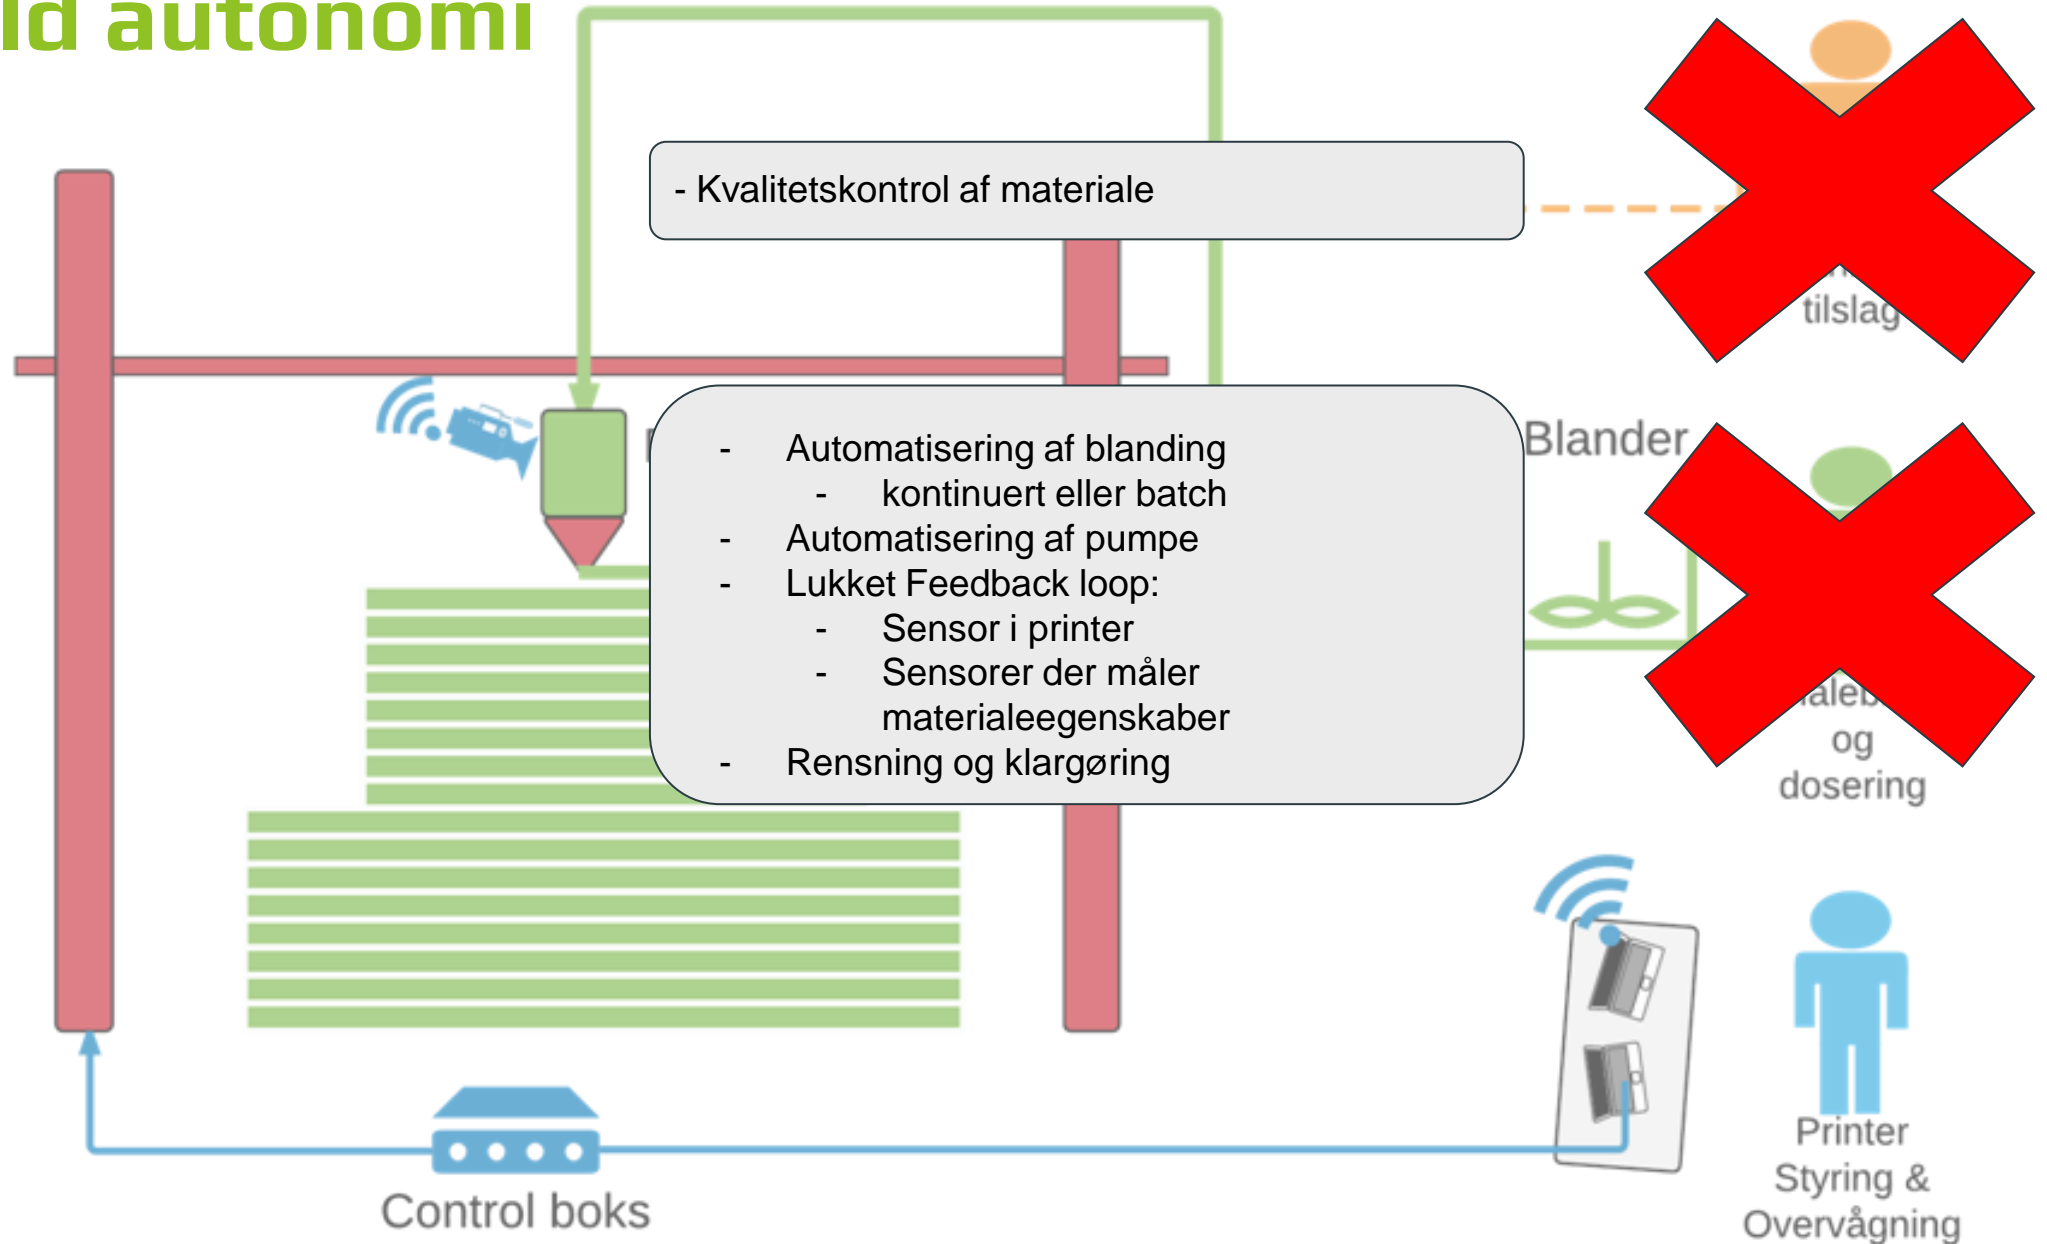 ld autonomi
- Kvalitetskontrol af materiale
tilslag
Blander
- Automatisering af blanding
- kontinuert eller batch
- Automatisering af pumpe
- Lukket Feedback loop:
- Sensor i printer
- Sensorer der måler
materialeegenskaber
- Rensning og klargøring
og
dosering
Control boks
Printer
Styring &
Overvågning